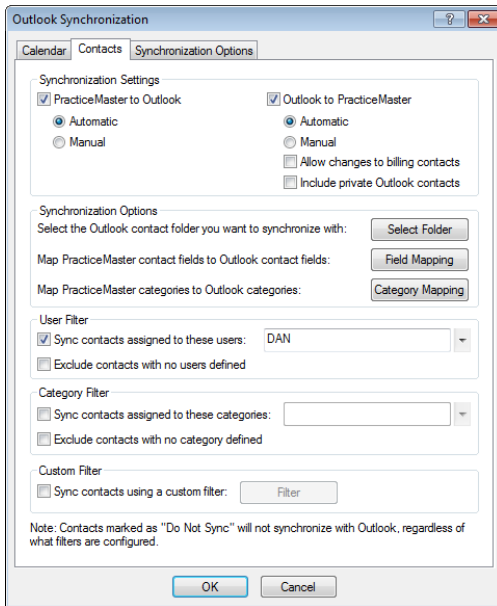 Outlook Synchronization
Calendar Contacts Synchronization Options
Synchronization Settings
PracticeMaster to Outlook Outlook to PracticeMaster
Automatic Automatic
Manual Manual
Allow changes to billing contacts
Include private Outlook contacts
Synchronization Options
Select the Outlook contact folder you want to synchronize with: Select Folder
Map PracticeMaster contact fields to Outlook contact fields: Field Mapping
Map PracticeMaster categories to Outlook categories: Category Mapping
User Filter
Sync contacts assigned to these users: DAN
Exclude contacts with no users defined
Category Filter
Sync contacts assigned to these categories:
Exclude contacts with no category defined
Custom Filter
Sync contacts using a custom filter: Filter
Note: Contacts marked as "Do Not Sync" will not synchronize with Outlook, regardless of
what filters are configured.
OK Cancel